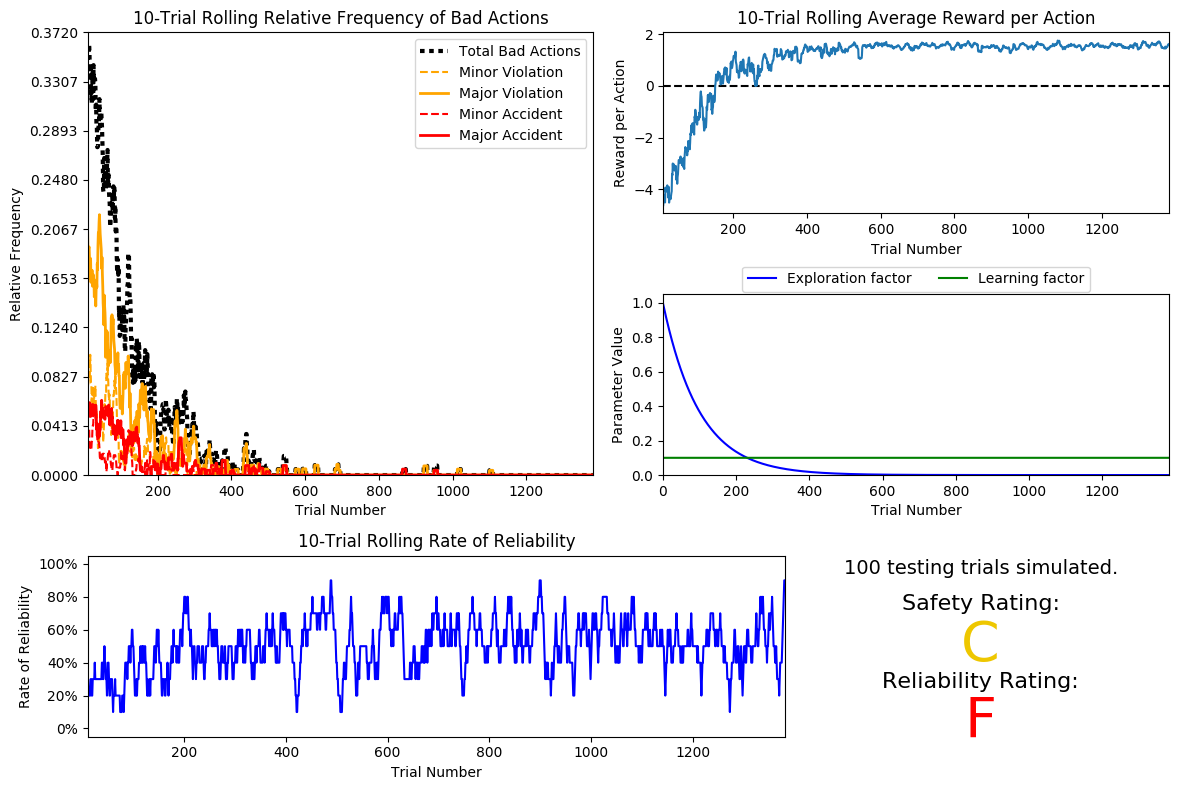 10-Trial Rolling Relative Frequency of Bad Actions
Relative Frequency
0.3720
0.3307
0.2893
0.2480
0.2067
0.1653
0.1240
0.0827
0.0413
0.0000
Total Bad Actions
Minor Violation
Major Violation
Minor Accident
Major Accident
200 400 600 800 1000 1200
Trial Number
10-Trial Rolling Average Reward per Action
Reward per Action
2
0
−2
−4
200 400 600 800 1000 1200
Trial Number
Exploration factor Learning factor
Parameter Value
1.0
0.8
0.6
0.4
0.2
0.0
0 200 400 600 800 1000 1200
Trial Number
10-Trial Rolling Rate of Reliability
Rate of Reliability
100%
80%
60%
40%
20%
0%
200 400 600 800 1000 1200
Trial Number
100 testing trials simulated.
Safety Rating:
C
Reliability Rating:
F